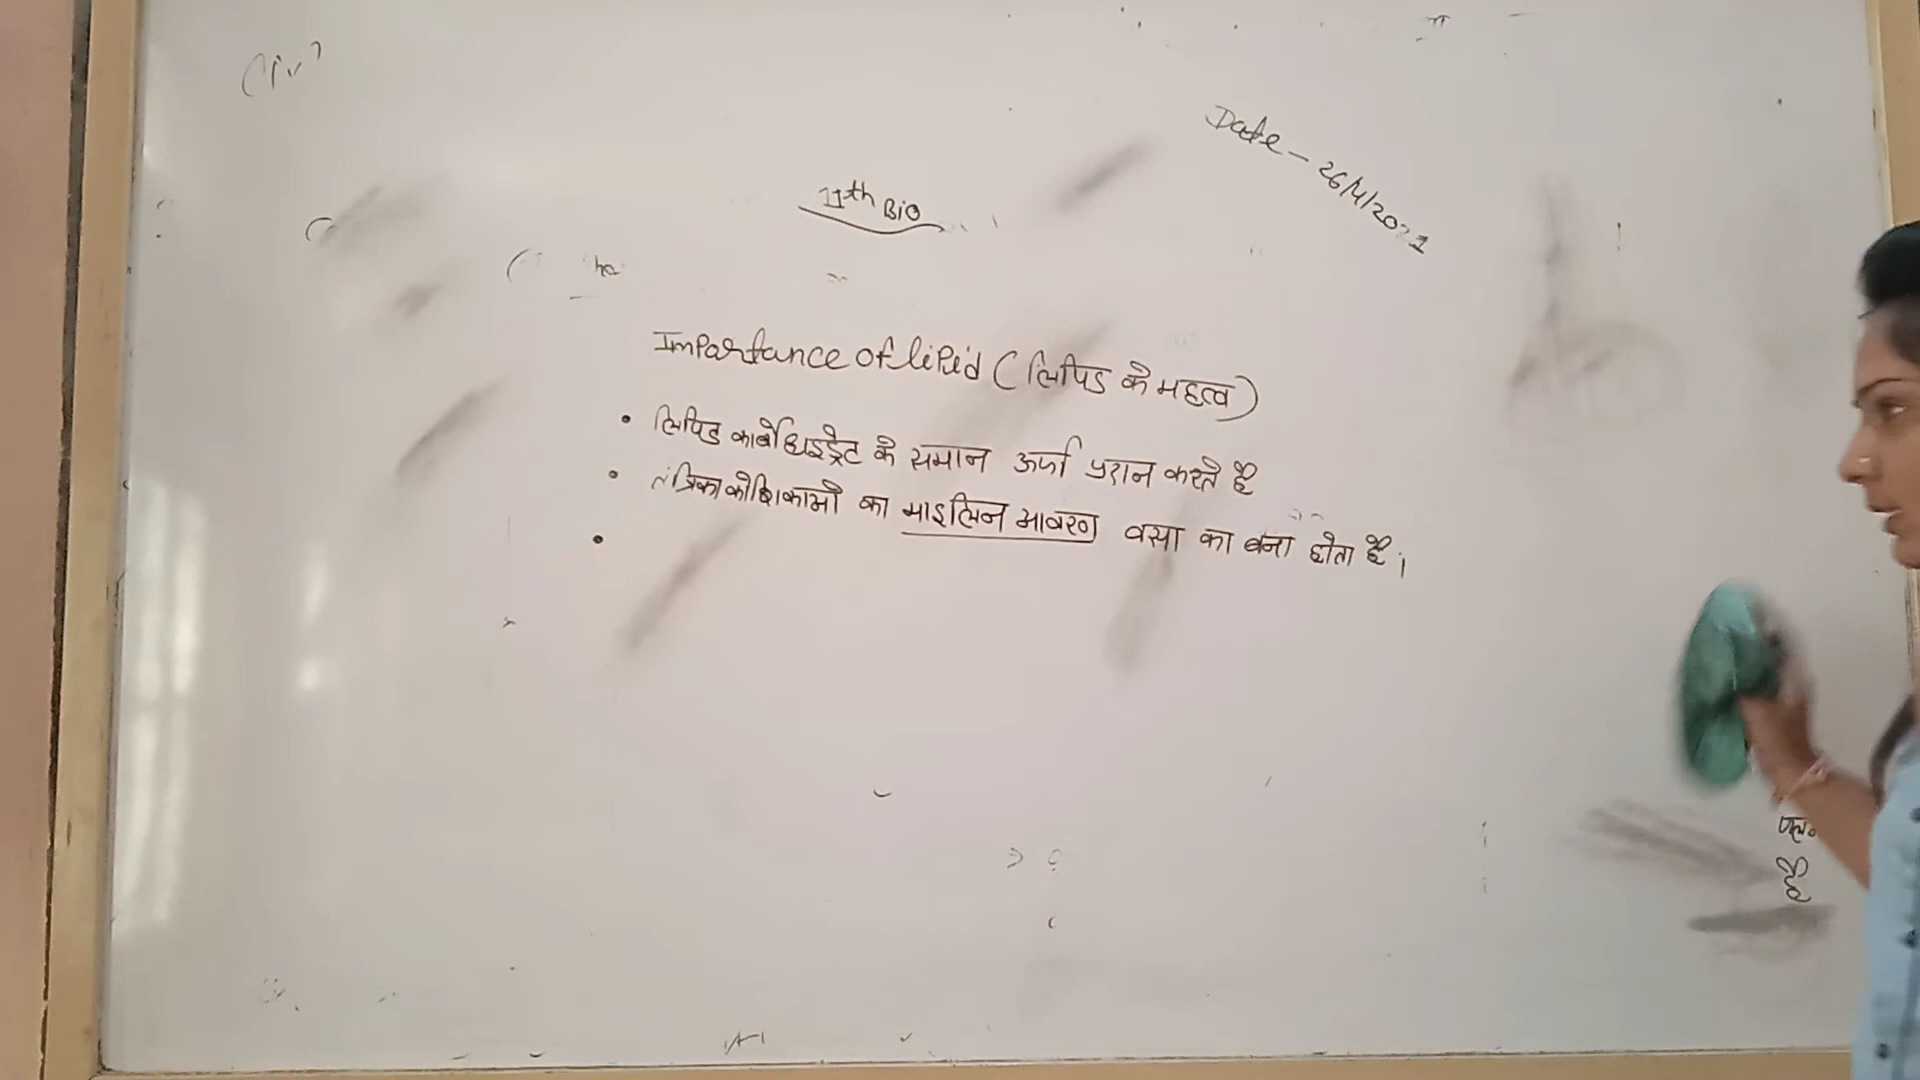 (iv)
Date - 26/4/2021
11th Bio
Importance of lipid (लिपिड के महत्व)
• लिपिड कार्बोहाइड्रेट के समान ऊर्जा प्रदान करते है
• तंत्रिका कोशिकाओ का माइलिन आवरण वसा का बना होता है।
•
है